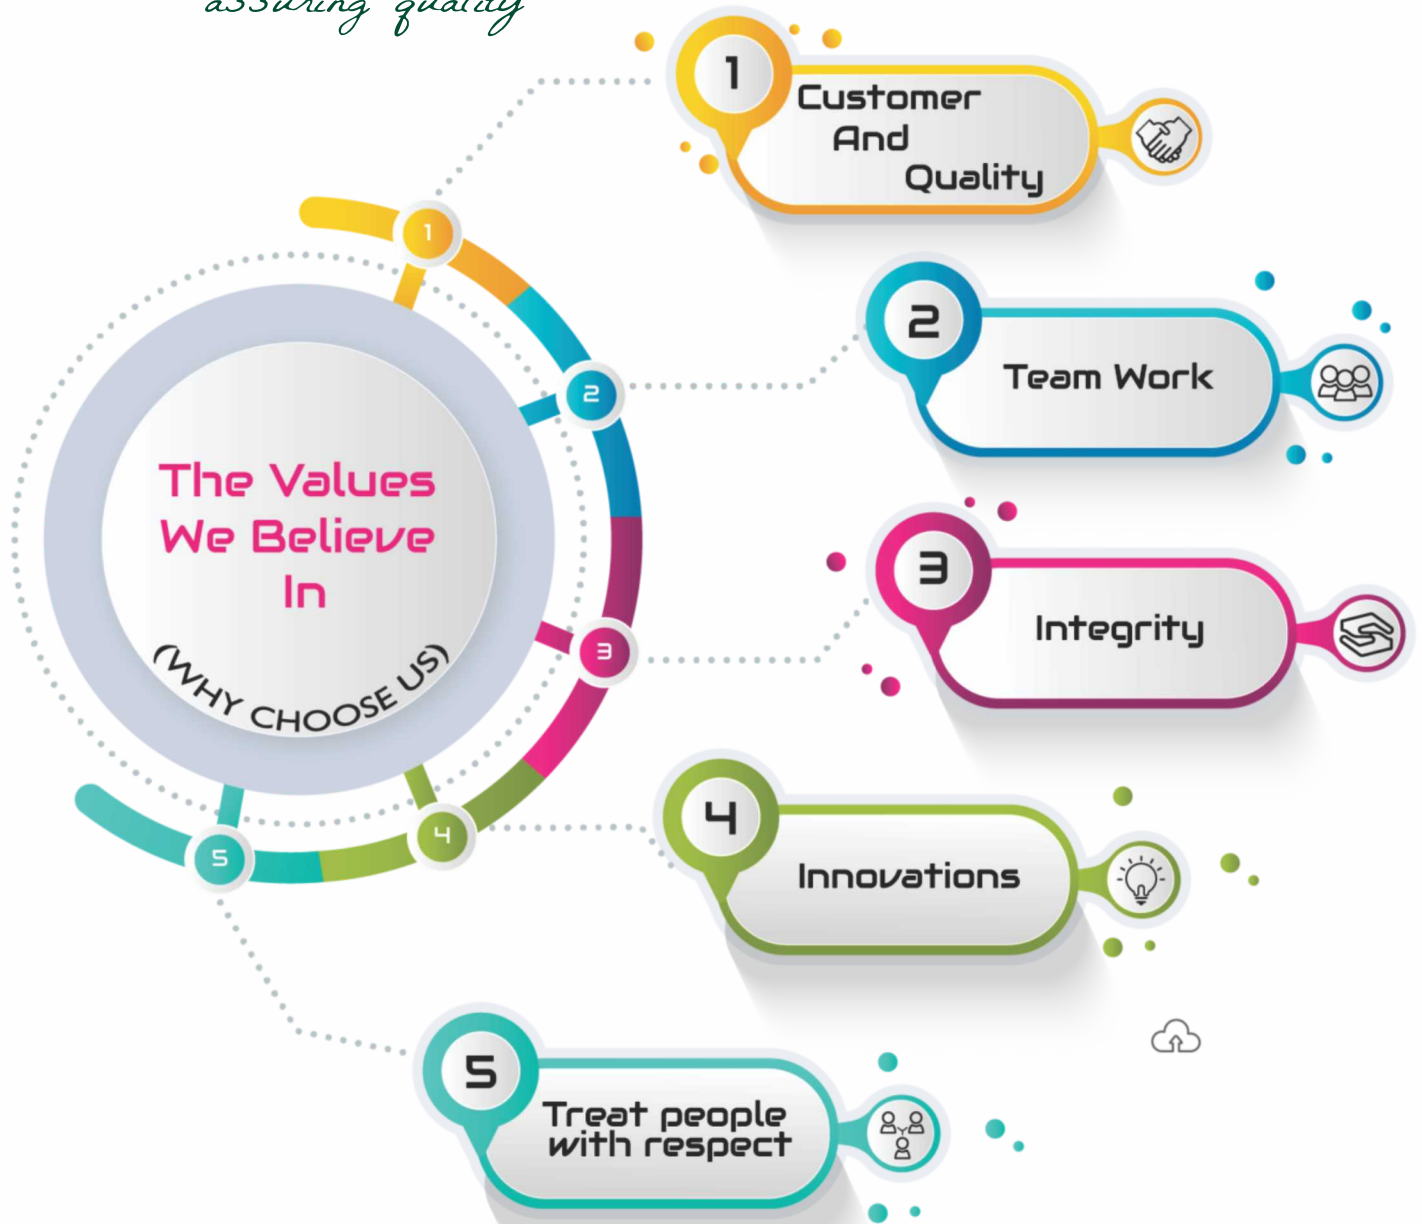 assuring quality
1
Customer
And
Quality
1
2
Team Work
2
The Values
We Believe
In
(WHY CHOOSE US)
3
Integrity
3
4
Innovations
4
5
5
Treat people
with respect